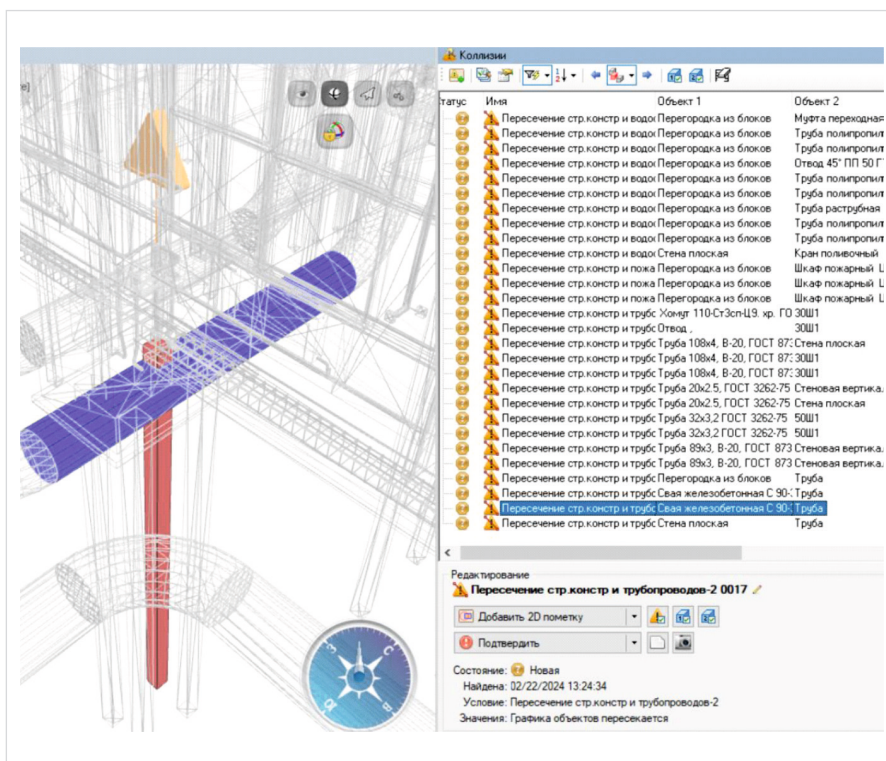 Коллизии
Имя Объект 1 Объект 2
Пересечение стр.констр и водо Перегородка из блоков Муфта переходная
Пересечение стр.констр и водо Перегородка из блоков Труба полипропил
Пересечение стр.констр и водо Перегородка из блоков Труба полипропил
Пересечение стр.констр и водо Перегородка из блоков Отвод 45° ПП 50 Г
Пересечение стр.констр и водо Перегородка из блоков Труба полипропил
Пересечение стр.констр и водо Перегородка из блоков Труба полипропил
Пересечение стр.констр и водо Перегородка из блоков Труба раструбная
Пересечение стр.констр и водо Перегородка из блоков Труба полипропил
Пересечение стр.констр и водо Перегородка из блоков Труба полипропил
Пересечение стр.констр и водо Стена плоская Кран поливочный
Пересечение стр.констр и пожа Перегородка из блоков Шкаф пожарный Ц
Пересечение стр.констр и пожа Перегородка из блоков Шкаф пожарный Ц
Пересечение стр.констр и пожа Перегородка из блоков Шкаф пожарный Ц
Пересечение стр.констр и трубс Хомут 110-Ст3сп-Ц9. хр. ГО 30Ш1
Пересечение стр.констр и трубс Отвод , 30Ш1
Пересечение стр.констр и трубс Труба 108х4, В-20, ГОСТ 873 Стена плоская
Пересечение стр.констр и трубс Труба 108х4, В-20, ГОСТ 873 30Ш1
Пересечение стр.констр и трубс Труба 108х4, В-20, ГОСТ 873 30Ш1
Пересечение стр.констр и трубс Труба 20х2.5, ГОСТ 3262-75 Стеновая вертика
Пересечение стр.констр и трубс Труба 20х2.5, ГОСТ 3262-75 Стена плоская
Пересечение стр.констр и трубс Труба 32х3,2 ГОСТ 3262-75 50Ш1
Пересечение стр.констр и трубс Труба 32х3,2 ГОСТ 3262-75 50Ш1
Пересечение стр.констр и трубс Труба 89х3, В-20, ГОСТ 873 Стеновая вертика
Пересечение стр.констр и трубс Труба 89х3, В-20, ГОСТ 873 Стеновая вертика
Пересечение стр.констр и трубс Перегородка из блоков Труба
Пересечение стр.констр и трубс Свая железобетонная С 90- Труба
Пересечение стр.констр и трубс Свая железобетонная С 90- Труба
Пересечение стр.констр и трубс Стена плоская Труба
Редактирование
Пересечение стр.констр и трубопроводов-2 0017
Добавить 2D пометку
Подтвердить
Состояние: Новая
Найдена: 02/22/2024 13:24:34
Условие: Пересечение стр.констр и трубопроводов-2
Значения: Графика объектов пересекается
З С
Ю В